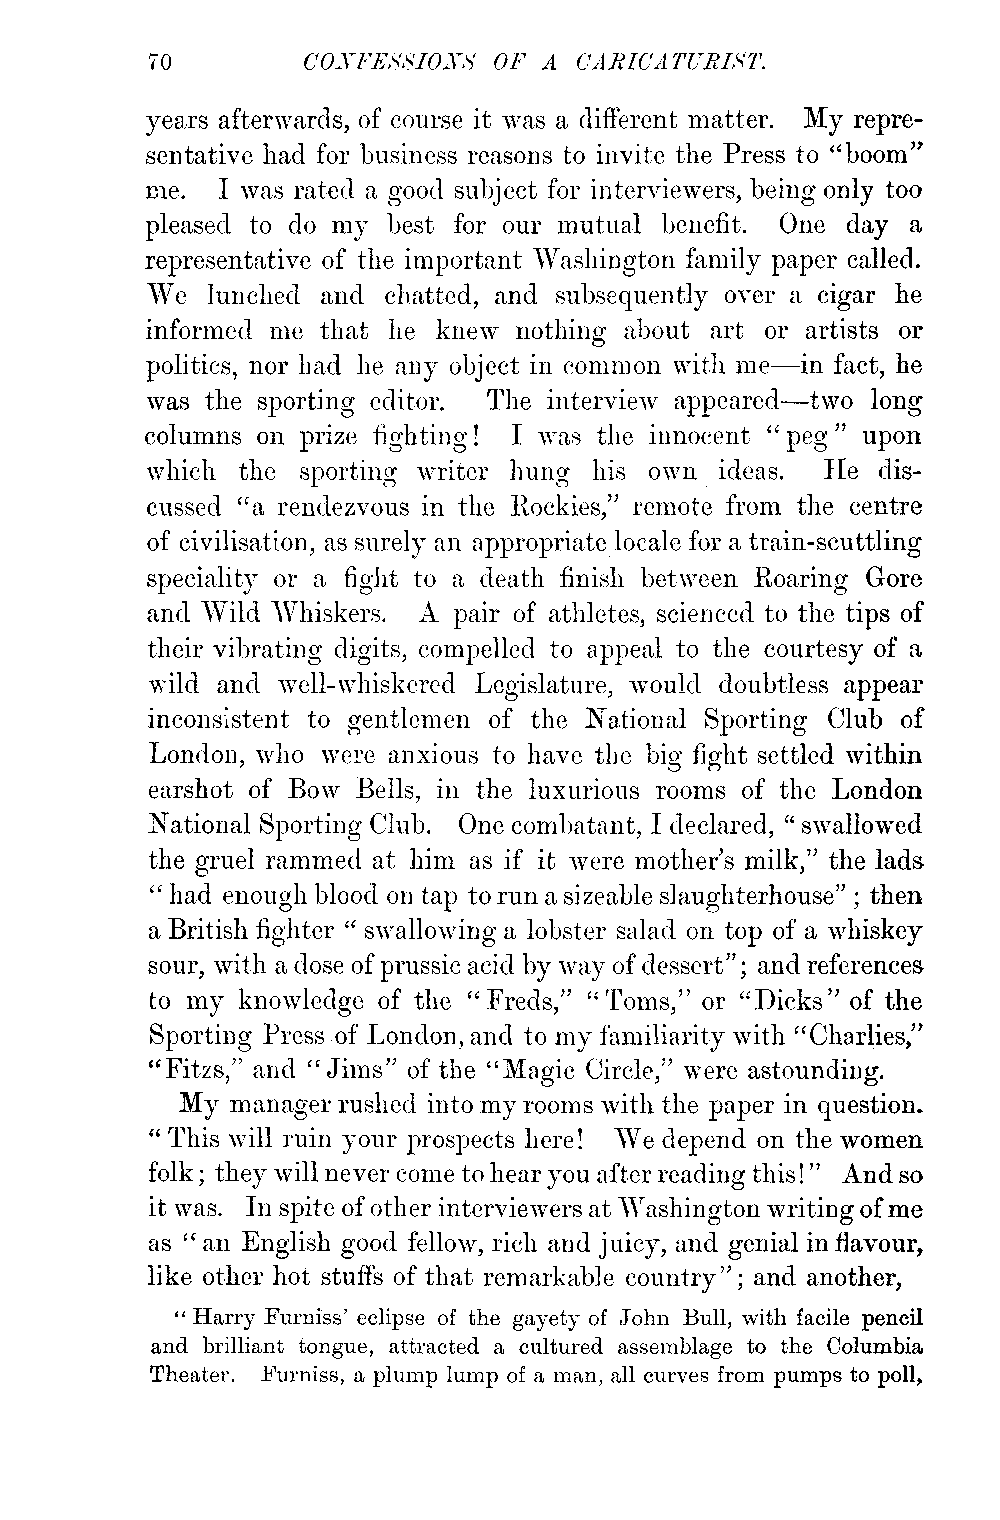 70 CONFESSIONS OF A CARICATURIST.
years afterwards, of course it was a different matter. My repre-
sentative had for business reasons to invite the Press to “boom”
me. I was rated a good subject for interviewers, being only too
pleased to do my best for our mutual benefit. One day a
representative of the important Washington family paper called.
We lunched and chatted, and subsequently over a cigar he
informed me that he knew nothing about art or artists or
politics, nor had he any object in common with me—in fact, he
was the sporting editor. The interview appeared—two long
columns on prize fighting! I was the innocent “peg” upon
which the sporting writer hung his own ideas. He dis-
cussed “a rendezvous in the Rockies,” remote from the centre
of civilisation, as surely an appropriate locale for a train-scuttling
speciality or a fight to a death finish between Roaring Gore
and Wild Whiskers. A pair of athletes, scienced to the tips of
their vibrating digits, compelled to appeal to the courtesy of a
wild and well-whiskered Legislature, would doubtless appear
inconsistent to gentlemen of the National Sporting Club of
London, who were anxious to have the big fight settled within
earshot of Bow Bells, in the luxurious rooms of the London
National Sporting Club. One combatant, I declared, “swallowed
the gruel rammed at him as if it were mother’s milk,” the lads
“had enough blood on tap to run a sizeable slaughterhouse”; then
a British fighter “swallowing a lobster salad on top of a whiskey
sour, with a dose of prussic acid by way of dessert”; and references
to my knowledge of the “Freds,” “Toms,” or “Dicks” of the
Sporting Press of London, and to my familiarity with “Charlies,”
“Fitzs,” and “Jims” of the “Magic Circle,” were astounding.
My manager rushed into my rooms with the paper in question.
“This will ruin your prospects here! We depend on the women
folk; they will never come to hear you after reading this!” And so
it was. In spite of other interviewers at Washington writing of me
as “an English good fellow, rich and juicy, and genial in flavour,
like other hot stuffs of that remarkable country”; and another,
“Harry Furniss’ eclipse of the gayety of John Bull, with facile pencil
and brilliant tongue, attracted a cultured assemblage to the Columbia
Theater. Furniss, a plump lump of a man, all curves from pumps to poll,